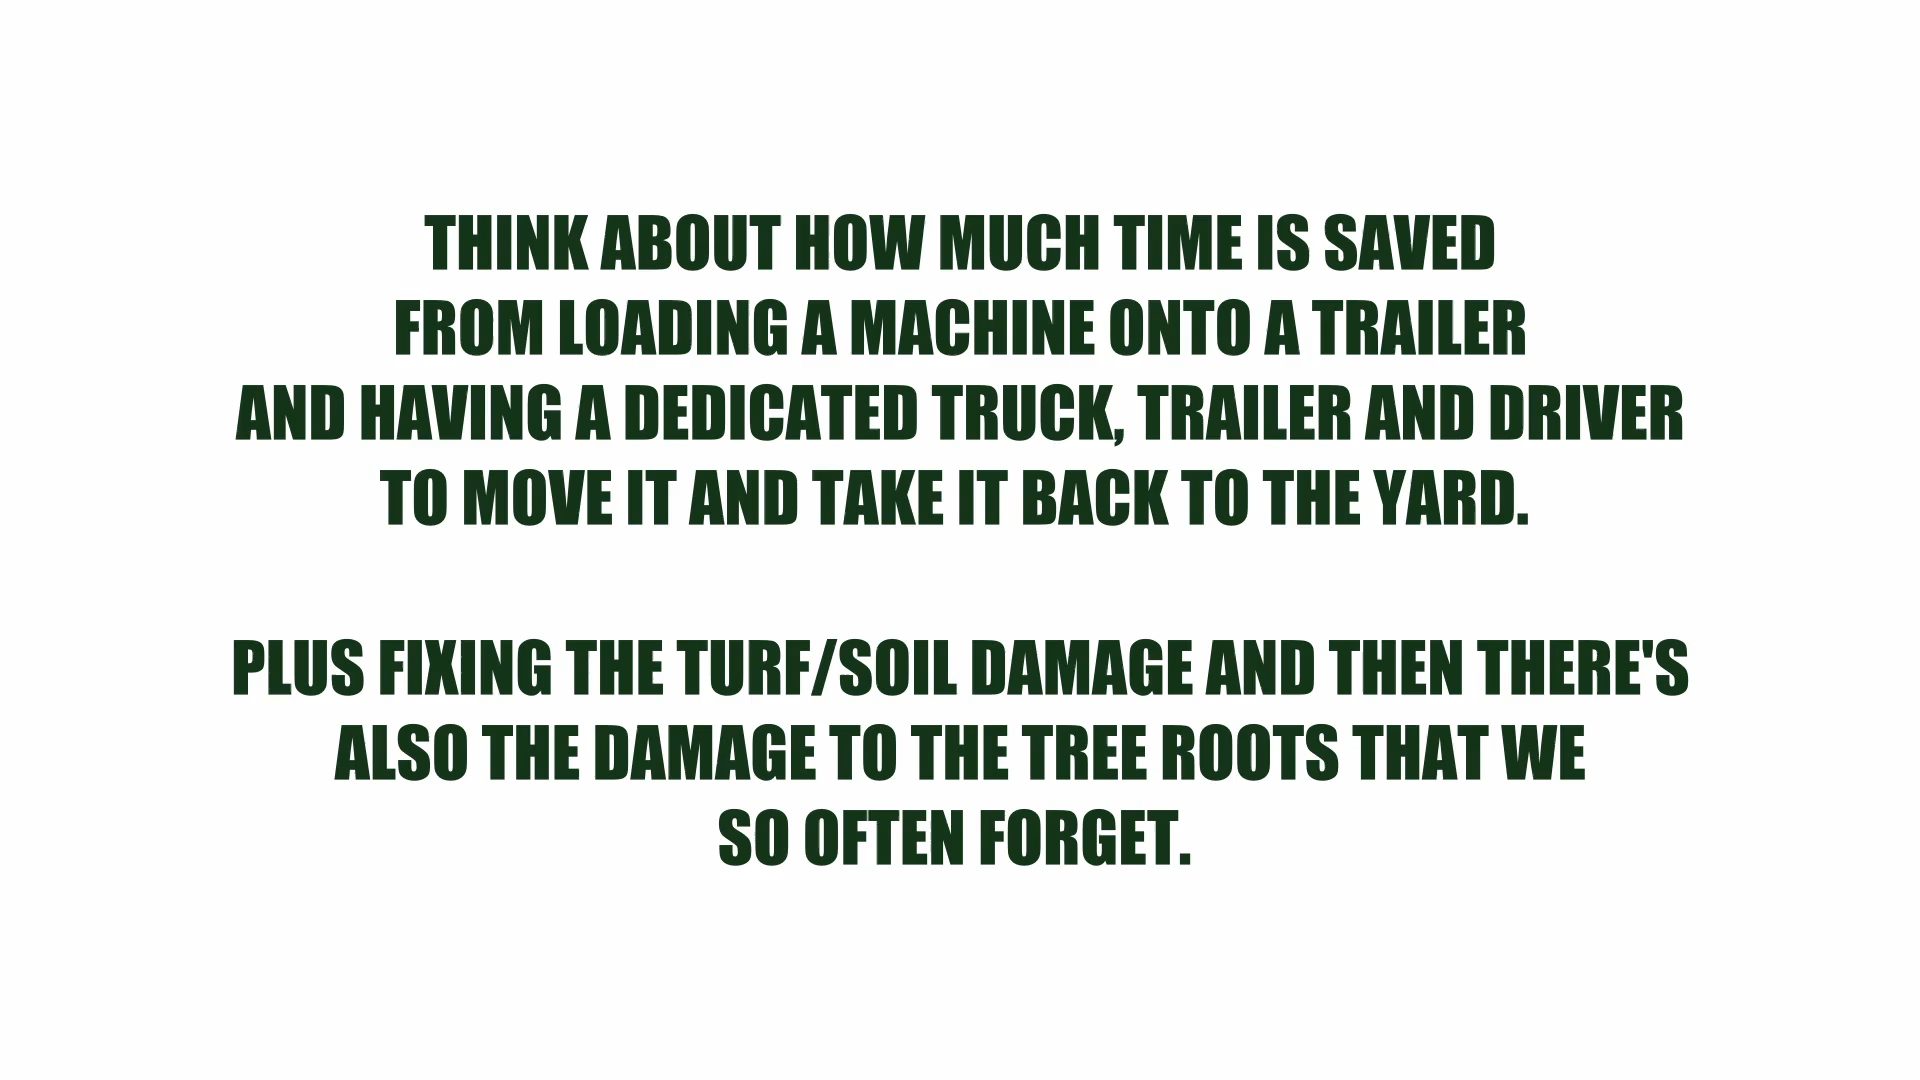 THINK ABOUT HOW MUCH TIME IS SAVED
FROM LOADING A MACHINE ONTO A TRAILER
AND HAVING A DEDICATED TRUCK, TRAILER AND DRIVER
TO MOVE IT AND TAKE IT BACK TO THE YARD.
PLUS FIXING THE TURF/SOIL DAMAGE AND THEN THERE'S
ALSO THE DAMAGE TO THE TREE ROOTS THAT WE
SO OFTEN FORGET.